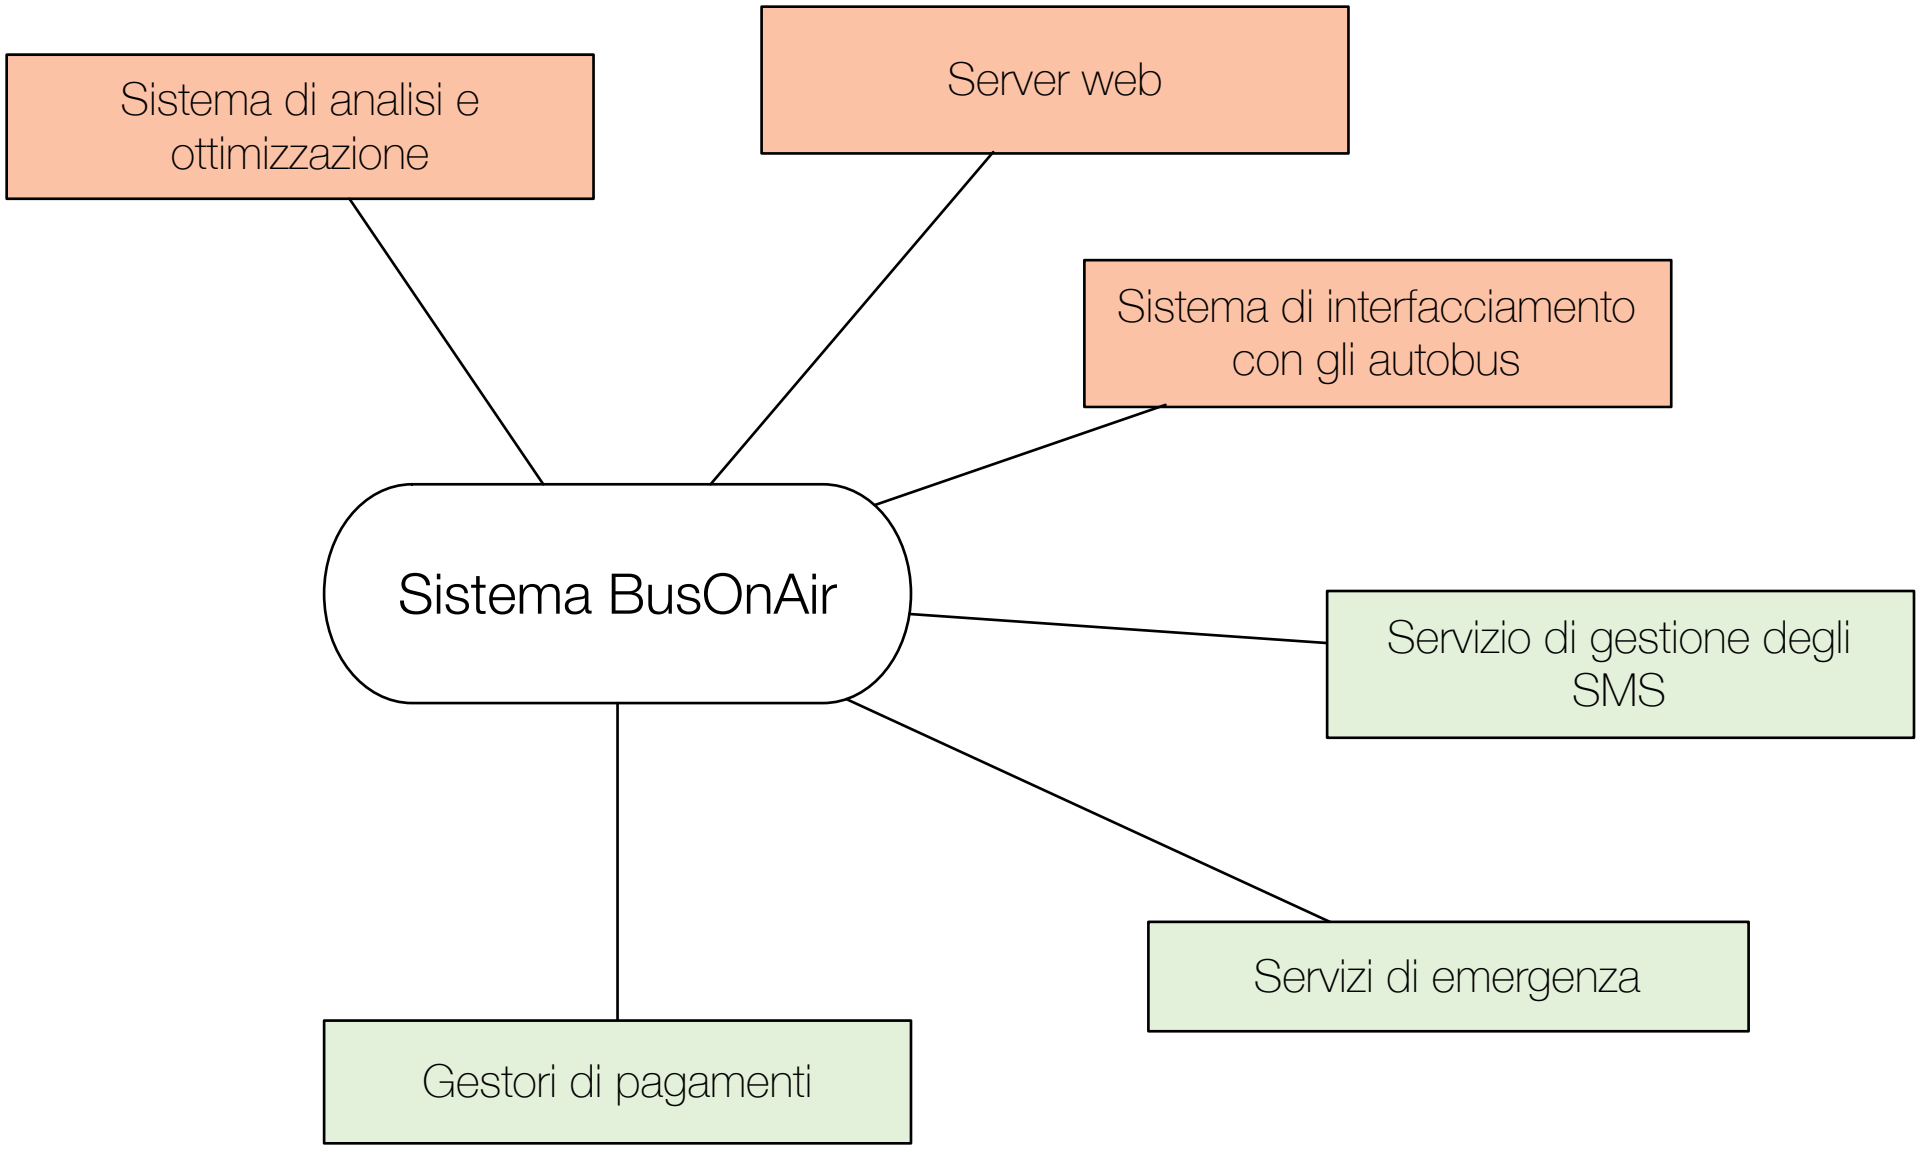 Sistema di analisi e
ottimizzazione
Server web
Sistema di interfacciamento
con gli autobus
Sistema BusOnAir
Servizio di gestione degli
SMS
Servizi di emergenza
Gestori di pagamenti